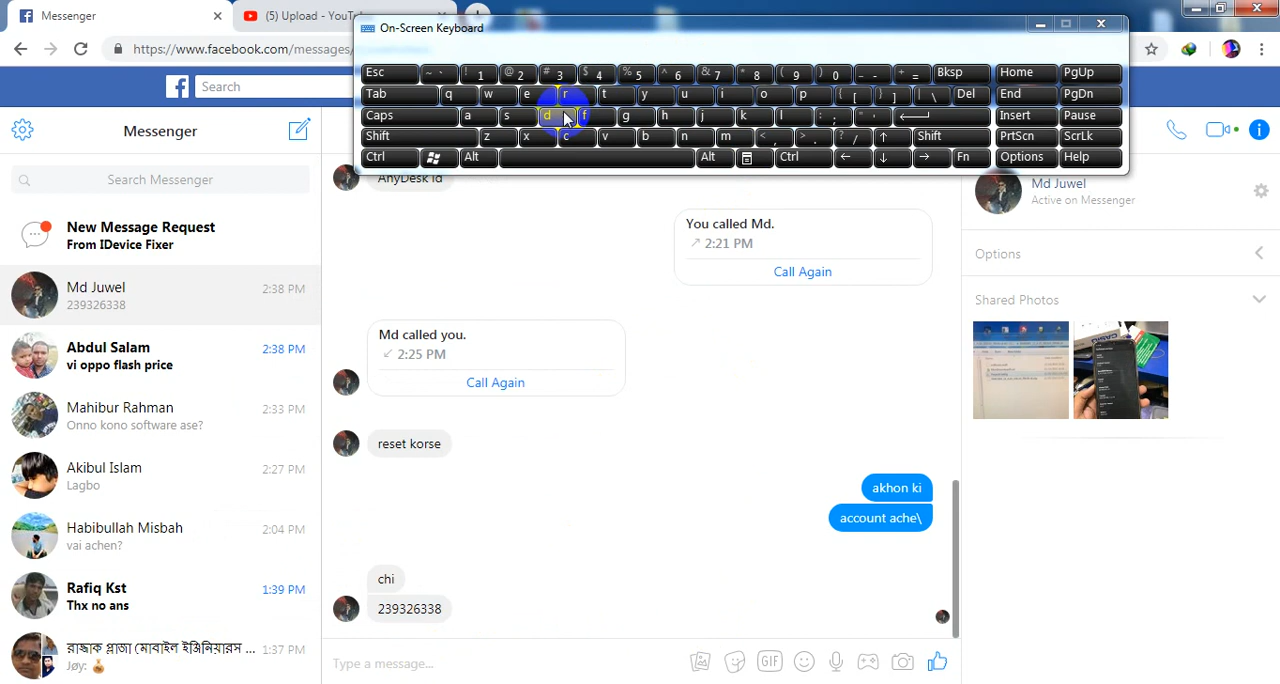 Messenger
(5) Upload - YouT
On-Screen Keyboard
https://www.facebook.com/messages/
Esc ~ ` ! 1 @ 2 # 3 $ 4 % 5 ^ 6 & 7 * 8 ( 9 ) 0 _ - + = Bksp Home PgUp
Tab q w e r t y u i o p { [ } ] | \ Del End PgDn
Caps a s d f g h j k l : ; " ' Insert Pause
Shift z x c v b n m < , > . ? / ↑ Shift PrtScn ScrLk
Ctrl Alt Alt Ctrl ← ↓ → Fn Options Help
Search
Messenger
Search Messenger
New Message Request
From IDevice Fixer
Md Juwel 2:38 PM
239326338
Abdul Salam 2:38 PM
vi oppo flash price
Mahibur Rahman 2:33 PM
Onno kono software ase?
Akibul Islam 2:27 PM
Lagbo
Habibullah Misbah 2:04 PM
vai achen?
Rafiq Kst 1:39 PM
Thx no ans
রাজ্জাক প্লাজা মোবাইল ইঞ্জিনিয়ারস ... 1:37 PM
Jøy:
AnyDesk id
You called Md.
2:21 PM
Call Again
Md called you.
2:25 PM
Call Again
reset korse
akhon ki
account ache\
chi
239326338
Type a message...
GIF
Md Juwel
Active on Messenger
Options
Shared Photos